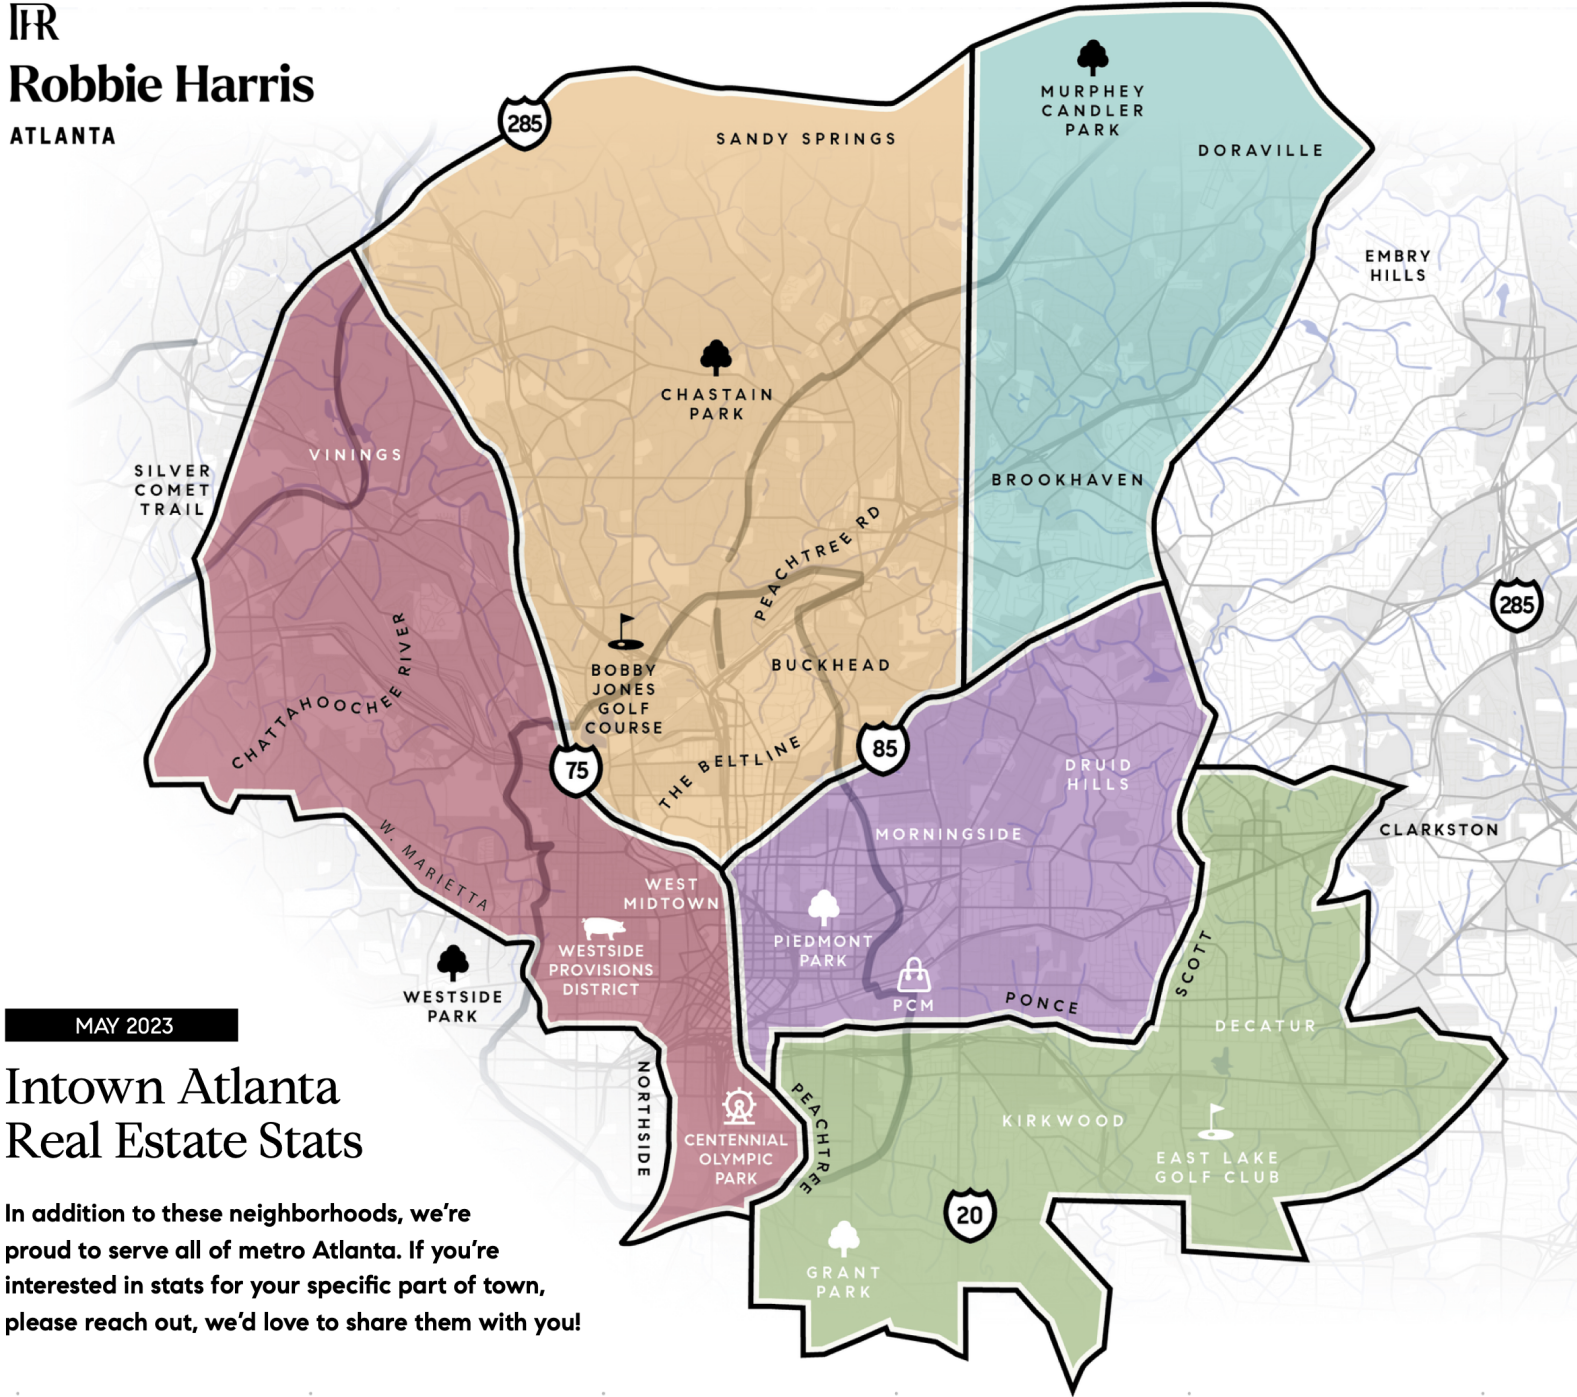 HR
Robbie Harris
ATLANTA
285
SANDY SPRINGS
MURPHEY
CANDLER
PARK
DORAVILLE
EMBRY
HILLS
CHASTAIN
PARK
VININGS
SILVER
COMET
TRAIL
BROOKHAVEN
PEACHTREE RD
285
CHATTAHOOCHEE RIVER
BOBBY
JONES
GOLF
COURSE
BUCKHEAD
THE BELTLINE
75
85
DRUID
HILLS
MORNINGSIDE
CLARKSTON
W. MARIETTA
WEST
MIDTOWN
WESTSIDE
PROVISIONS
DISTRICT
PIEDMONT
PARK
PCM
PONCE
SCOTT
WESTSIDE
PARK
DECATUR
MAY 2023
Intown Atlanta
Real Estate Stats
NORTHSIDE
CENTENNIAL
OLYMPIC
PARK
PEACHTREE
KIRKWOOD
EAST LAKE
GOLF CLUB
20
GRANT
PARK
In addition to these neighborhoods, we're
proud to serve all of metro Atlanta. If you're
interested in stats for your specific part of town,
please reach out, we'd love to share them with you!